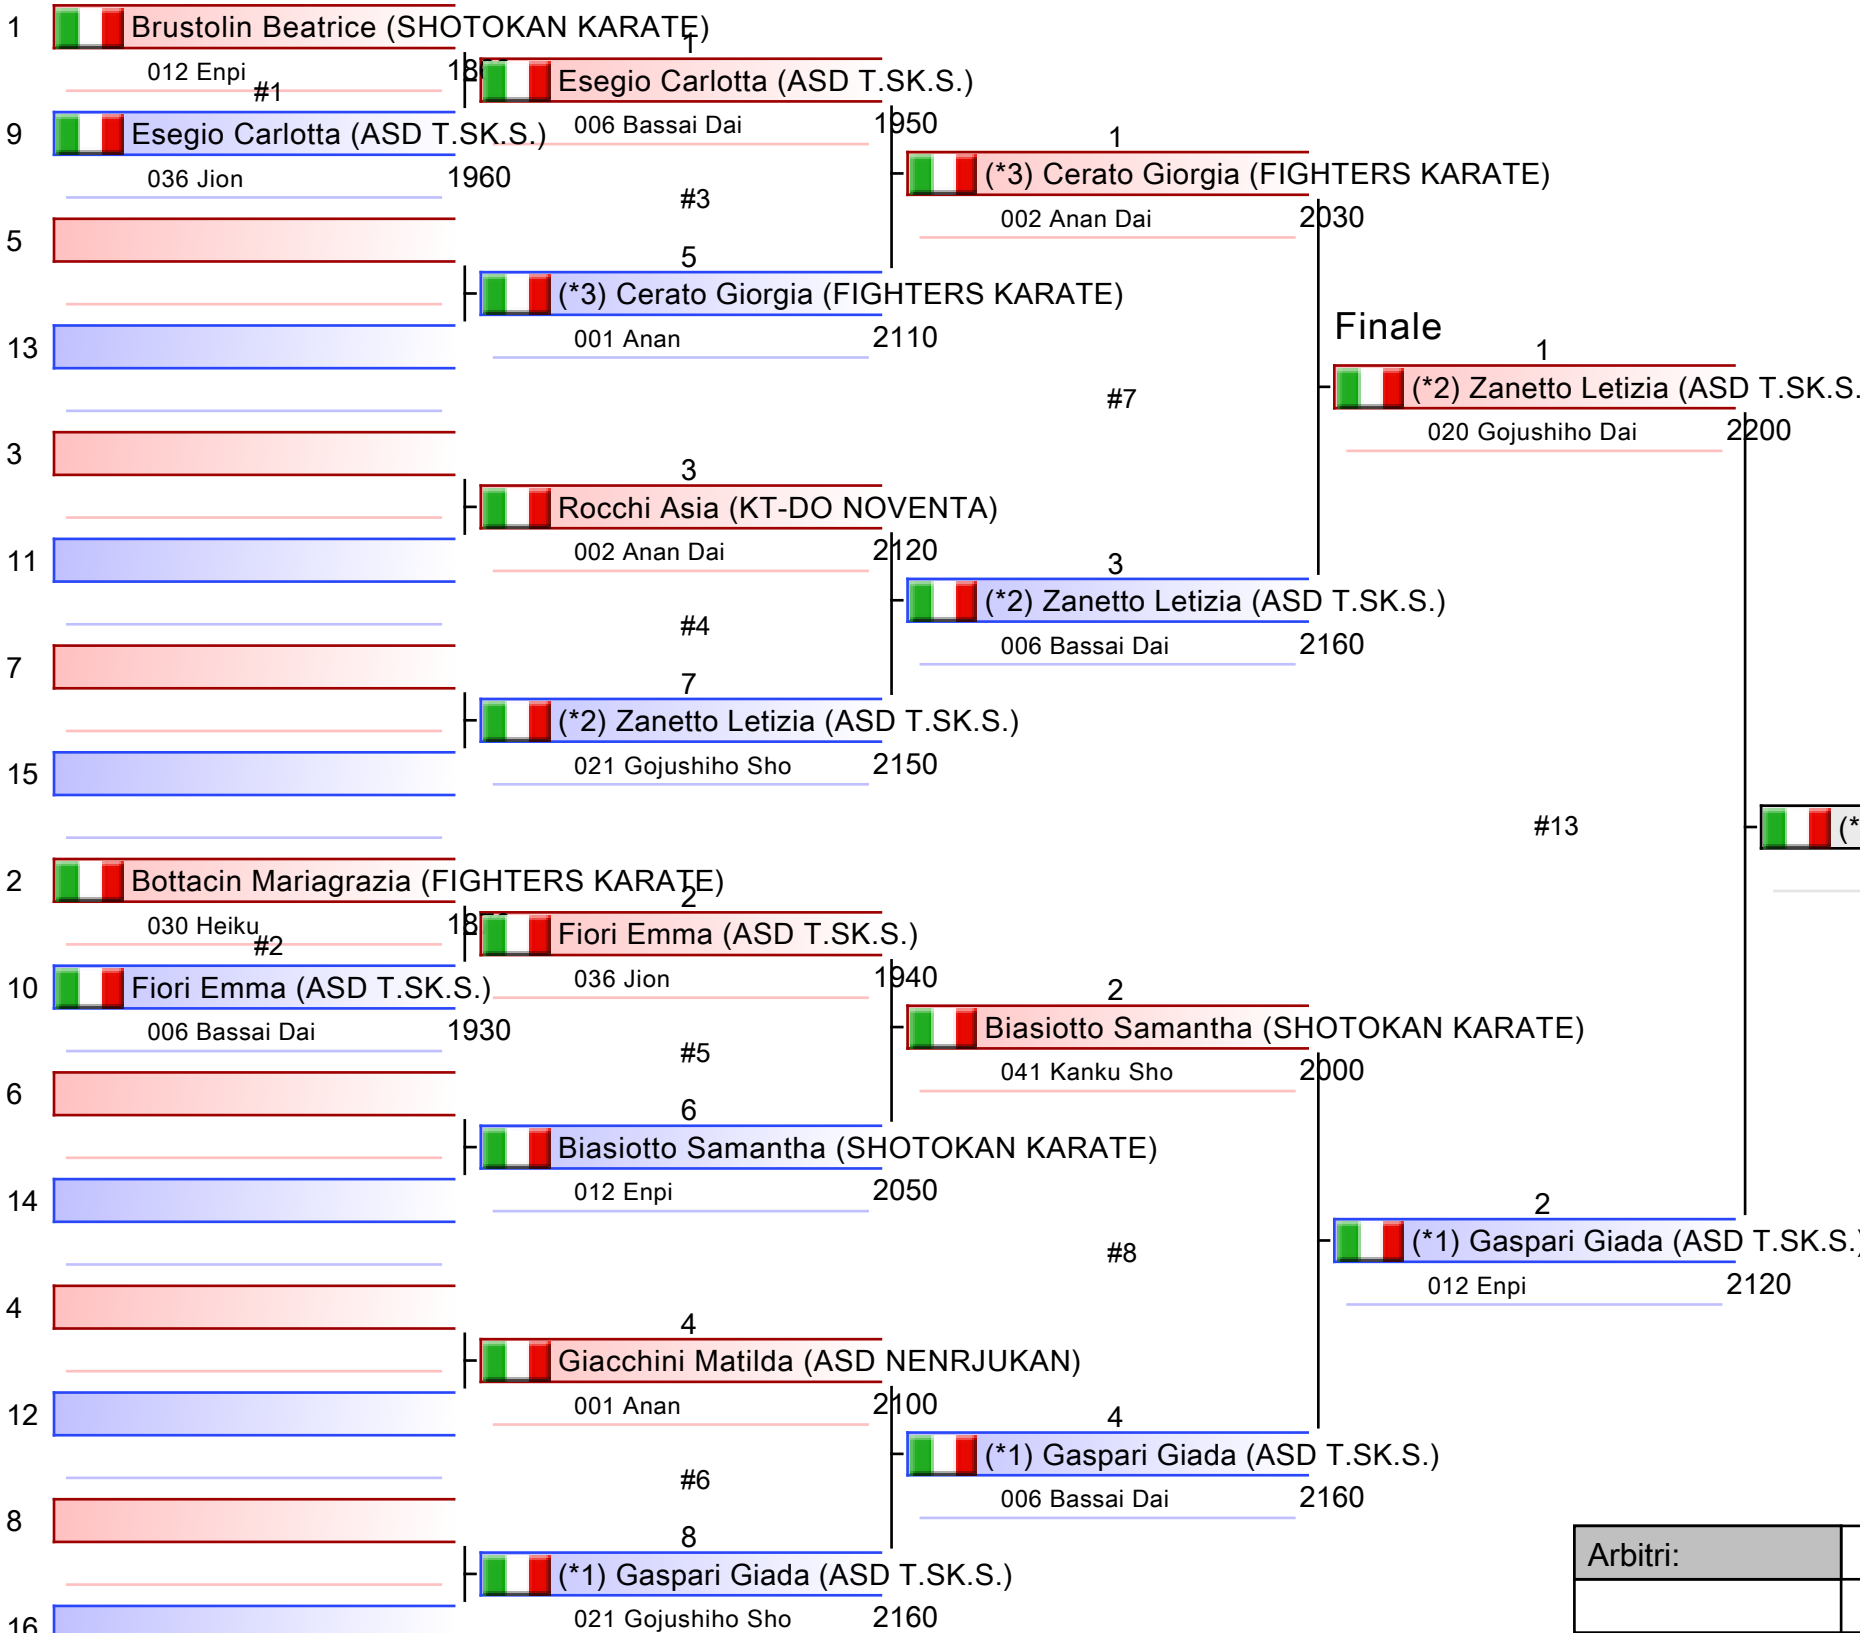 1 Brustolin Beatrice (SHOTOKAN KARATE)
012 Enpi
#1
9 Esegio Carlotta (ASD T.SK.S.)
036 Jion 1960
5
13
3
11
7
15
2 Bottacin Mariagrazia (FIGHTERS KARATE)
030 Heiku
#2
10 Fiori Emma (ASD T.SK.S.)
006 Bassai Dai 1930
6
14
4
12
8
16
1
Esegio Carlotta (ASD T.SK.S.)
006 Bassai Dai 1950
#3
5
(*3) Cerato Giorgia (FIGHTERS KARATE)
001 Anan 2110
3
Rocchi Asia (KT-DO NOVENTA)
002 Anan Dai 2120
#4
7
(*2) Zanetto Letizia (ASD T.SK.S.)
021 Gojushiho Sho 2150
2
Fiori Emma (ASD T.SK.S.)
036 Jion 1940
#5
6
Biasiotto Samantha (SHOTOKAN KARATE)
012 Enpi 2050
4
Giacchini Matilda (ASD NENRJUKAN)
001 Anan 2100
#6
8
(*1) Gaspari Giada (ASD T.SK.S.)
021 Gojushiho Sho 2160
1
(*3) Cerato Giorgia (FIGHTERS KARATE)
002 Anan Dai 2030
#7
3
(*2) Zanetto Letizia (ASD T.SK.S.)
006 Bassai Dai 2160
2
Biasiotto Samantha (SHOTOKAN KARATE)
041 Kanku Sho 2000
#8
4
(*1) Gaspari Giada (ASD T.SK.S.)
006 Bassai Dai 2160
Finale
1
(*2) Zanetto Letizia (ASD T.SK.S.
020 Gojushiho Dai 2200
#13
2
(*1) Gaspari Giada (ASD T.SK.S.)
012 Enpi 2120
(*
Arbitri: